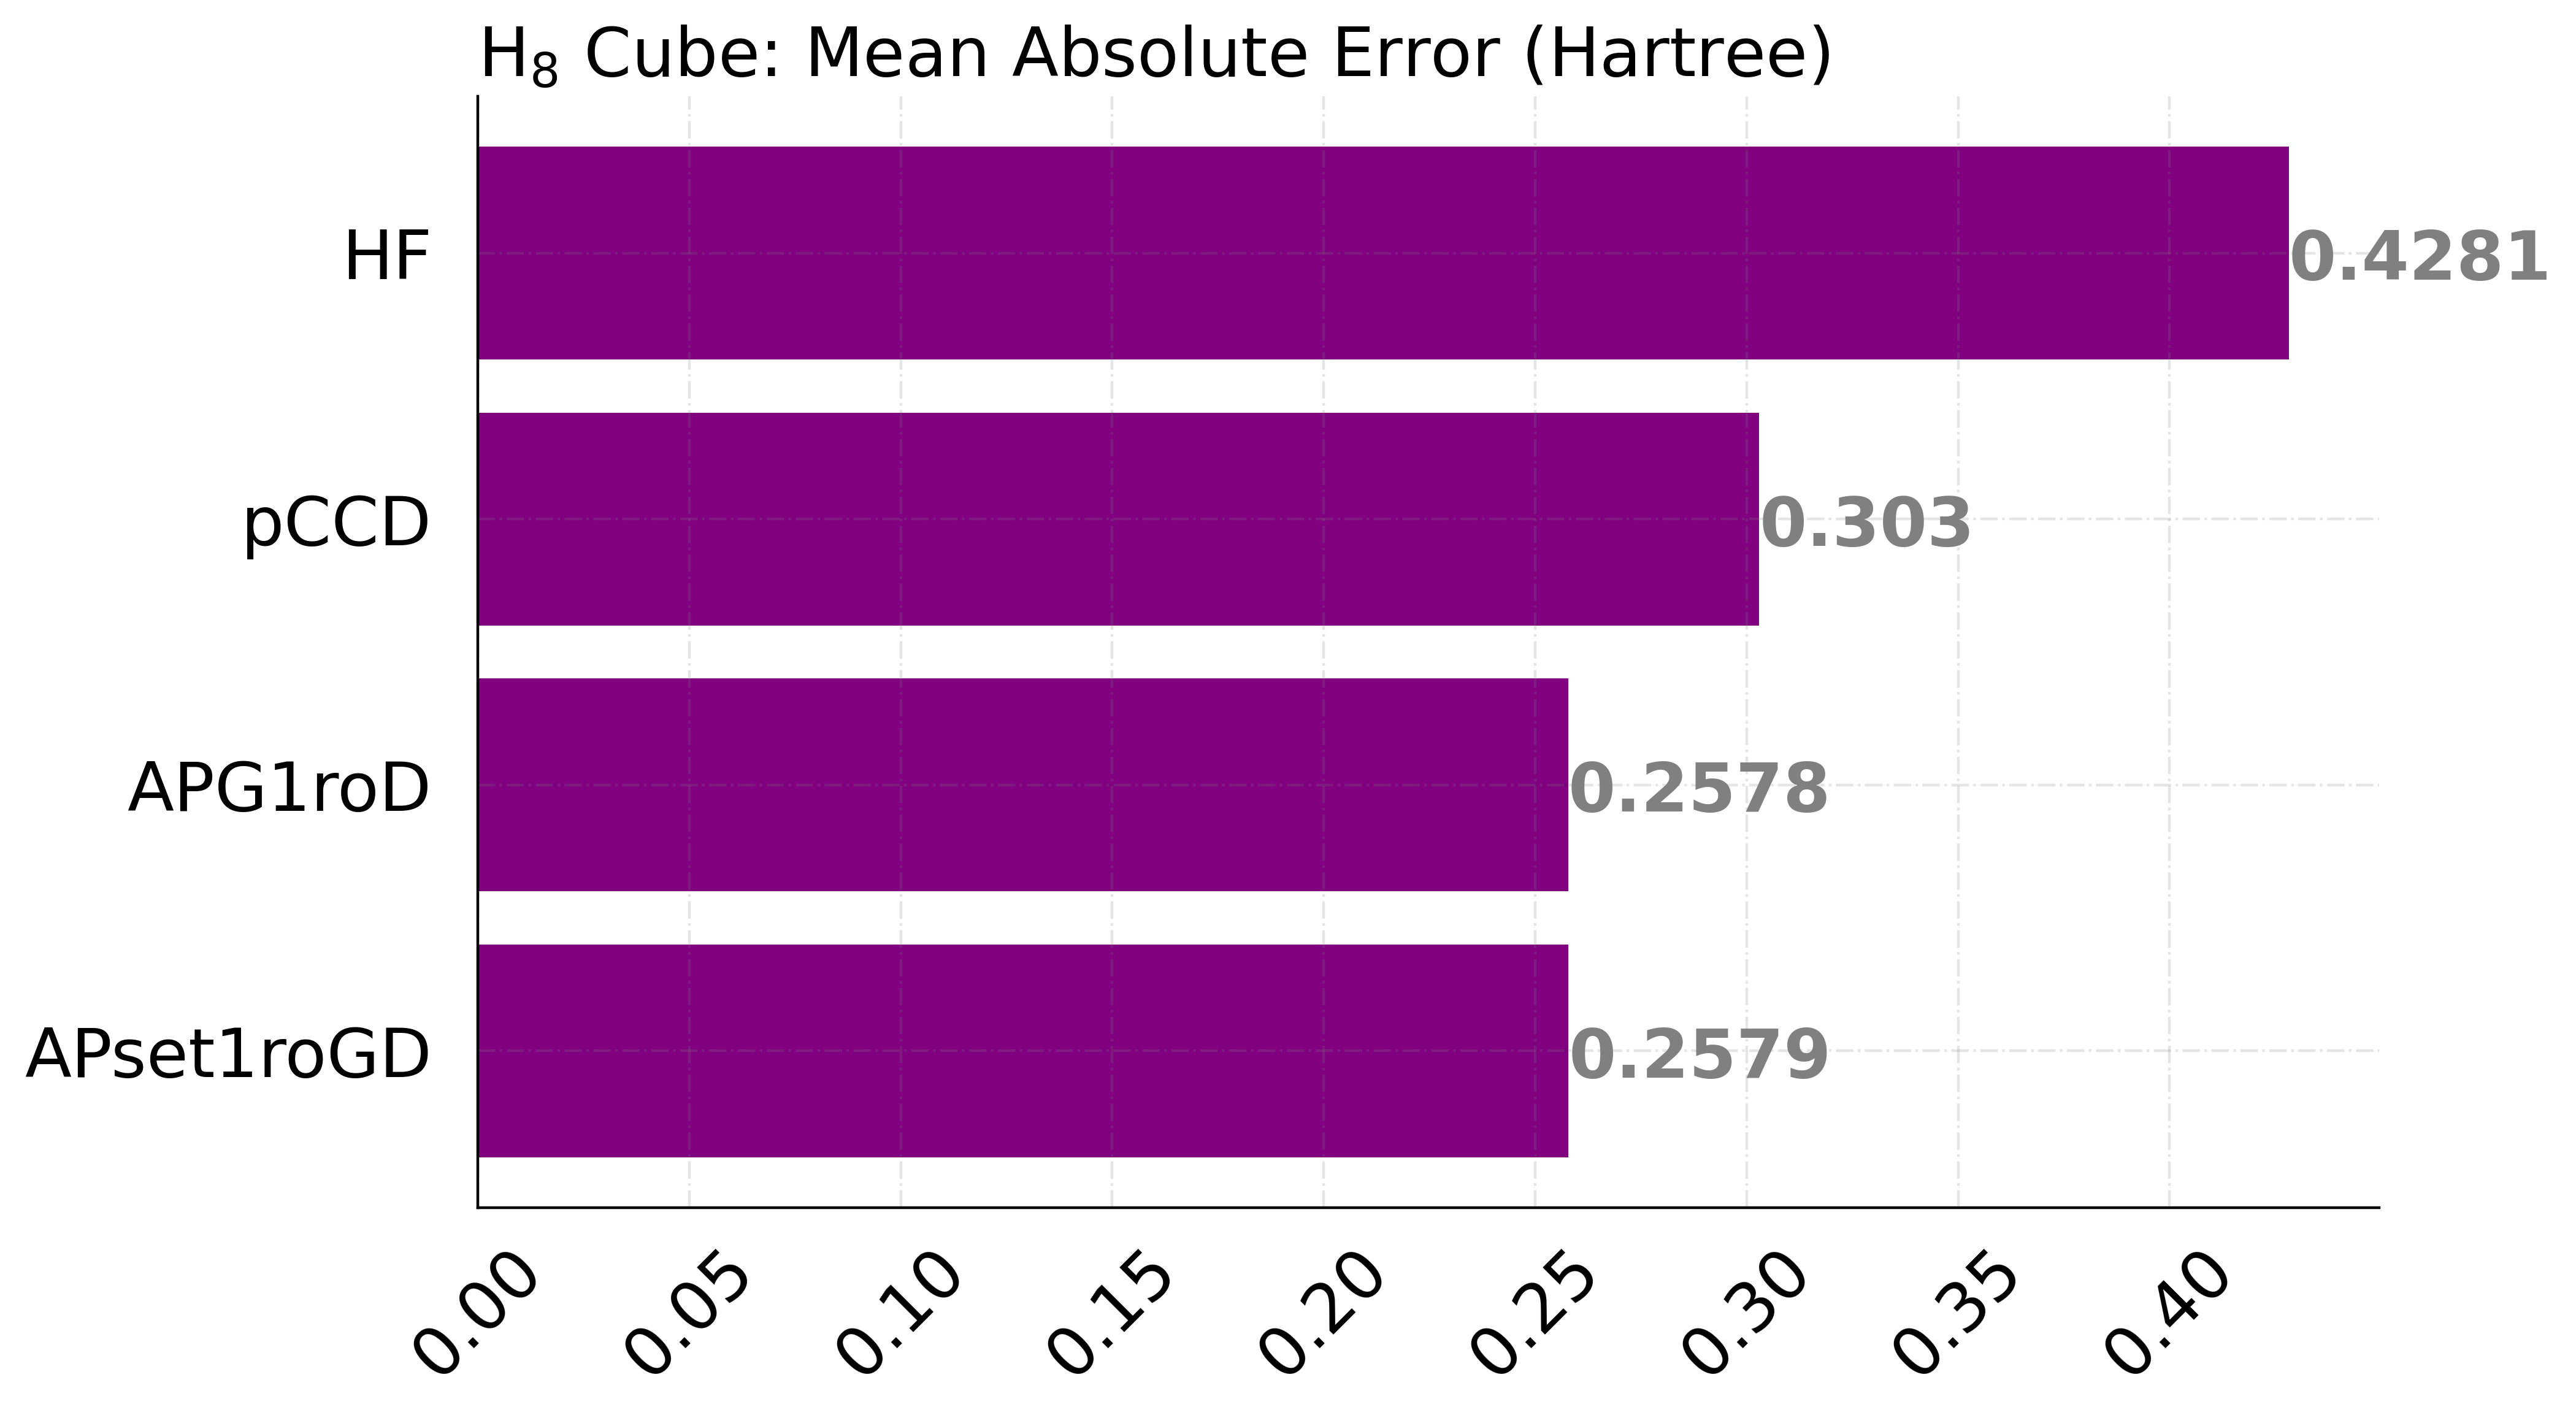 H₈ Cube: Mean Absolute Error (Hartree)
HF 0.4281
pCCD 0.303
APG1roD 0.2578
APset1roGD 0.2579
0.00 0.05 0.10 0.15 0.20 0.25 0.30 0.35 0.40